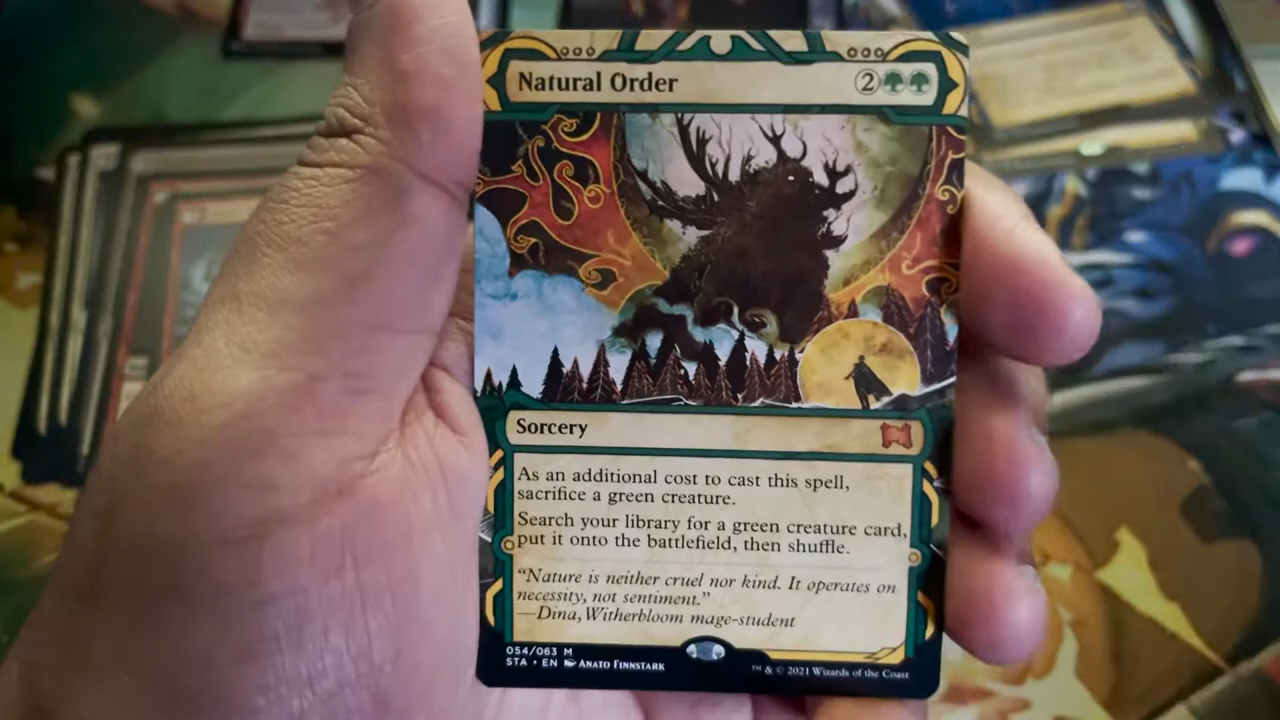 Natural Order 2
Sorcery
As an additional cost to cast this spell,
sacrifice a green creature.
Search your library for a green creature card,
put it onto the battlefield, then shuffle.
“Nature is neither cruel nor kind. It operates on
necessity, not sentiment.”
—Dina, Witherbloom mage-student
054/063 M
STA • EN ANATO FINNSTARK
™ & © 2021 Wizards of the Coast